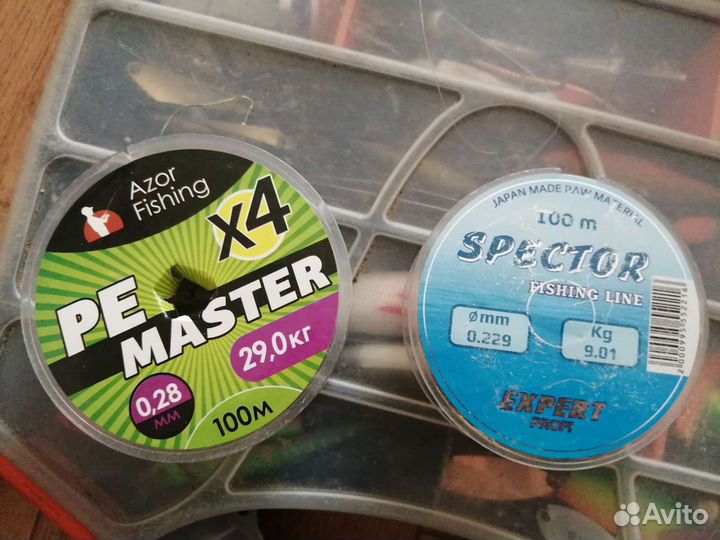 Azor
Fishing
X4
PE
MASTER
29,0кг
0,28
мм
100м
JAPAN MADE RAW MATERIAL
100 m
SPECTOR
FISHING LINE
Ømm
0.229
Kg
9.01
EXPERT
PROFI
2000995552216
Avito